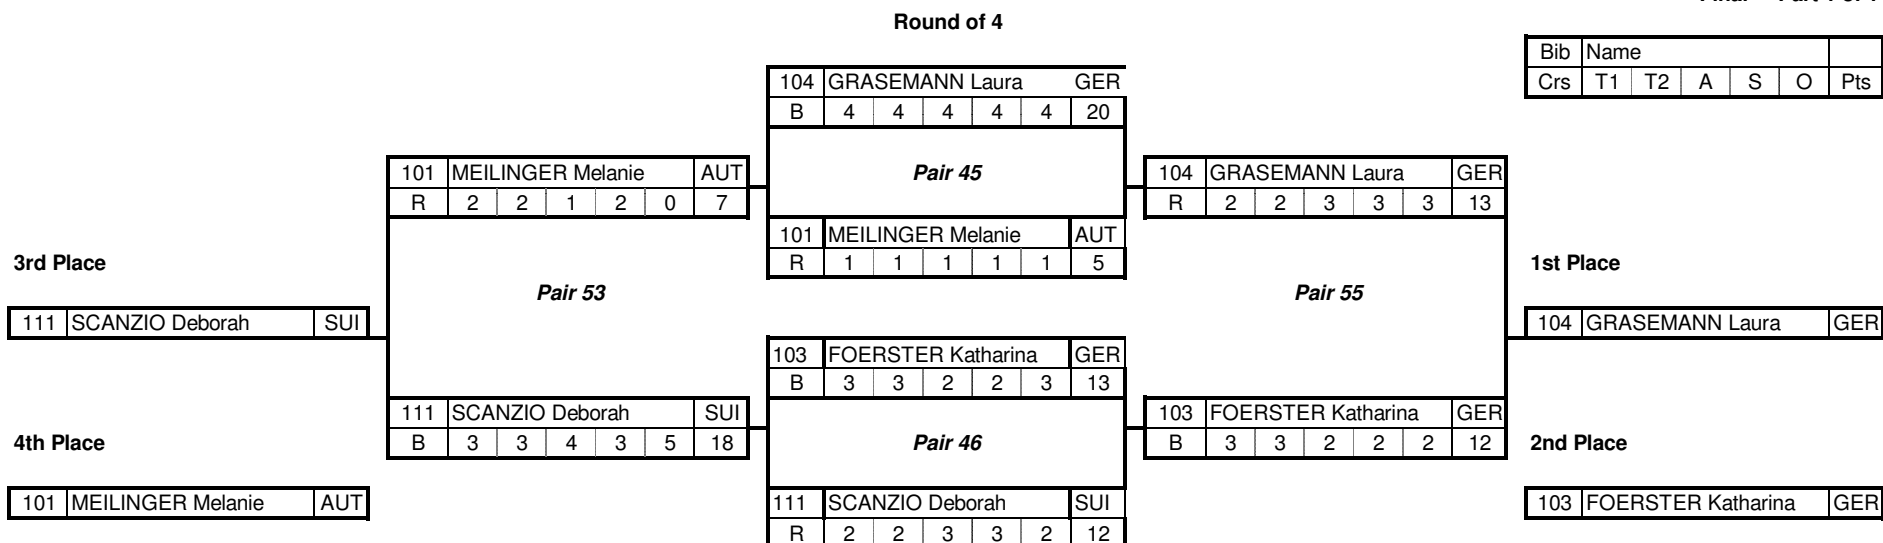 Round of 4
Bib Name
Crs T1 T2 A S O Pts
104 GRASEMANN Laura GER
B 4 4 4 4 4 20
Pair 45
101 MEILINGER Melanie AUT
R 1 1 1 1 1 5
101 MEILINGER Melanie AUT
R 2 2 1 2 0 7
Pair 53
111 SCANZIO Deborah SUI
B 3 3 4 3 5 18
104 GRASEMANN Laura GER
R 2 2 3 3 3 13
Pair 55
103 FOERSTER Katharina GER
B 3 3 2 2 2 12
103 FOERSTER Katharina GER
B 3 3 2 2 3 13
Pair 46
111 SCANZIO Deborah SUI
R 2 2 3 3 2 12
3rd Place
111 SCANZIO Deborah SUI
4th Place
101 MEILINGER Melanie AUT
1st Place
104 GRASEMANN Laura GER
2nd Place
103 FOERSTER Katharina GER